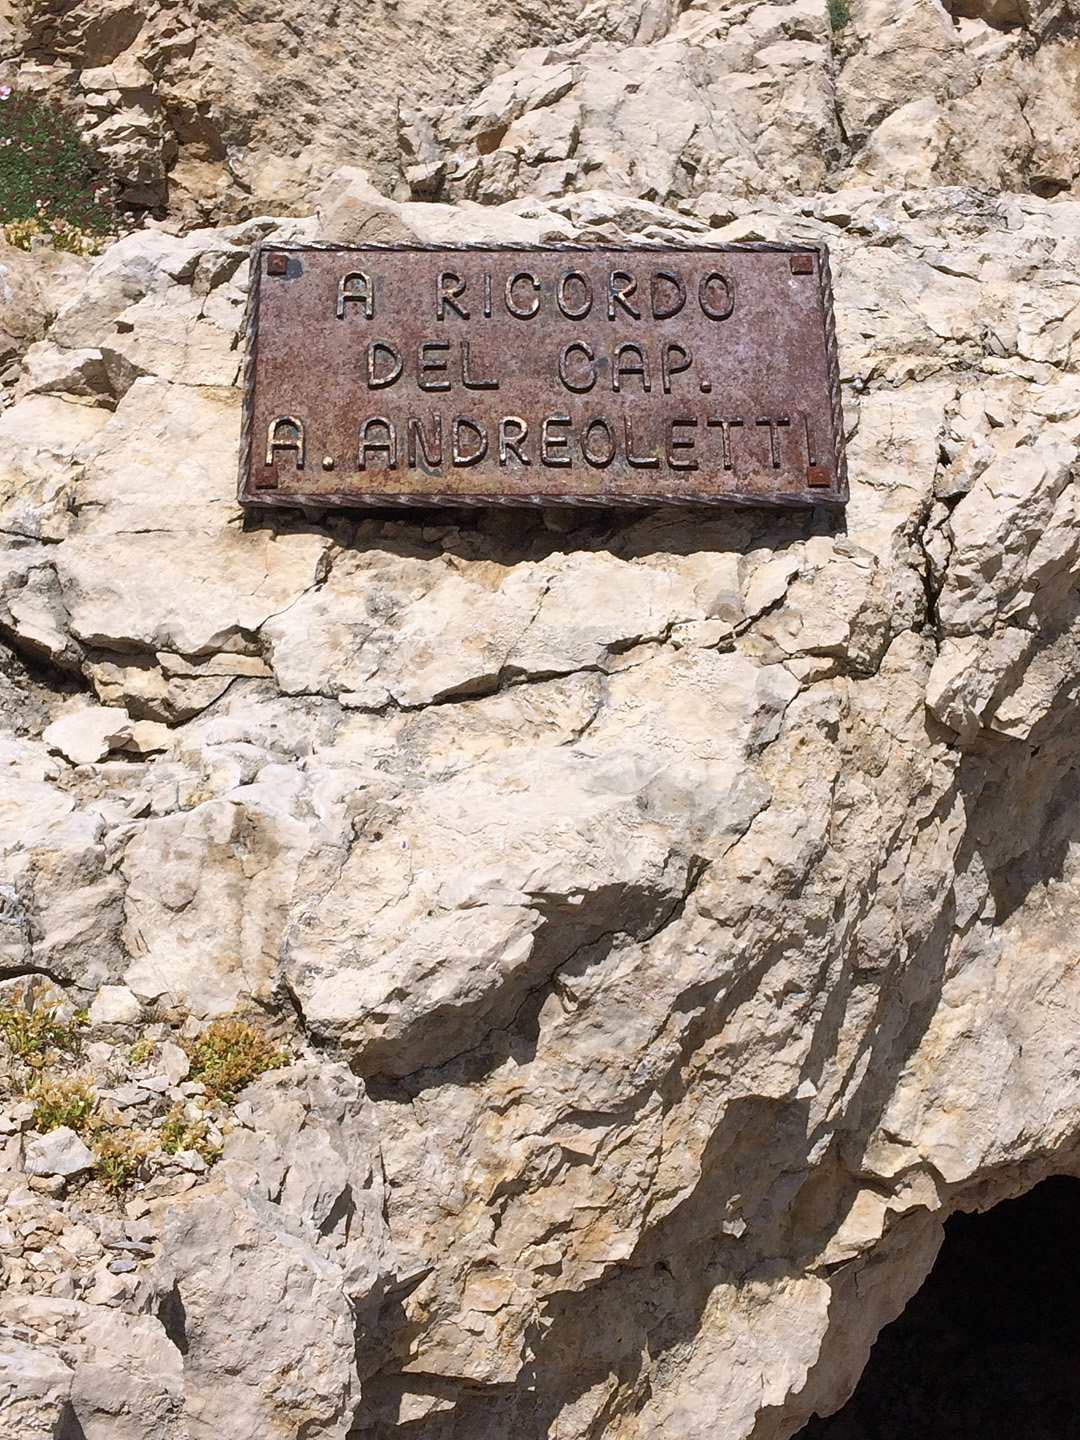 A RICORDO
DEL CAP.
A. ANDREOLETTI